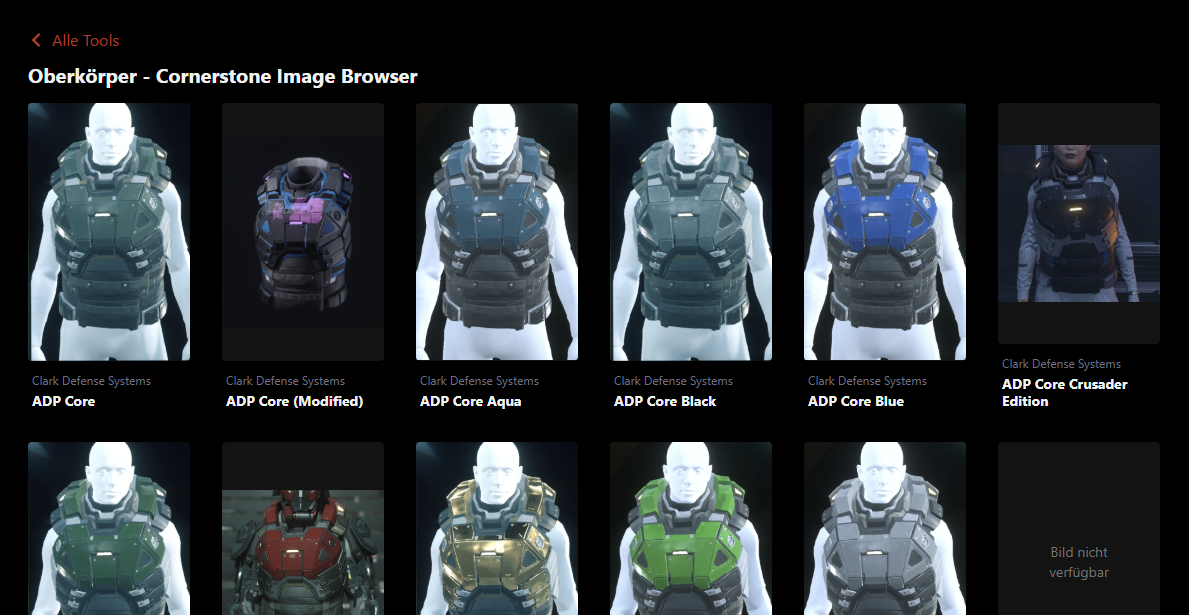 Alle Tools
Oberkörper - Cornerstone Image Browser
Clark Defense Systems
ADP Core
Clark Defense Systems
ADP Core (Modified)
Clark Defense Systems
ADP Core Aqua
Clark Defense Systems
ADP Core Black
Clark Defense Systems
ADP Core Blue
Clark Defense Systems
ADP Core Crusader
Edition
Bild nicht
verfügbar